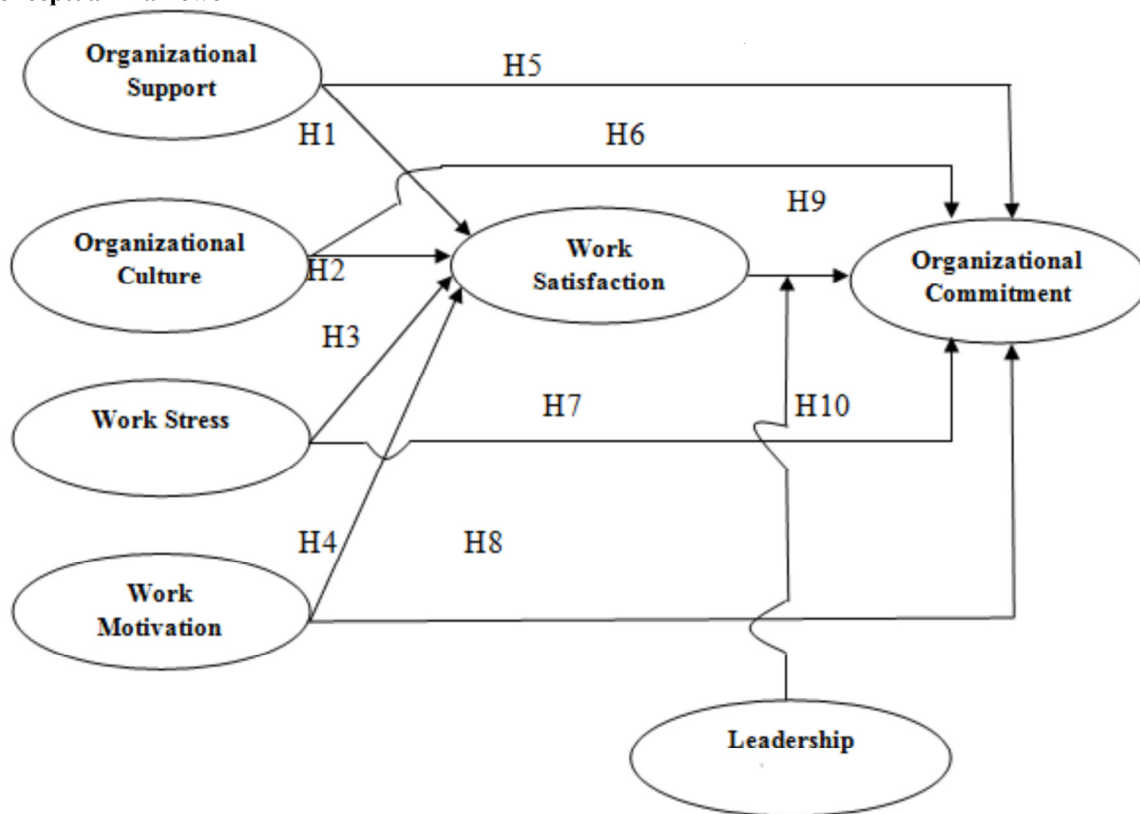 Organizational
Support
H5
H1
H6
H9
Organizational
Culture
H2
Work
Satisfaction
Organizational
Commitment
H3
Work Stress
H7
H10
H4
H8
Work
Motivation
Leadership